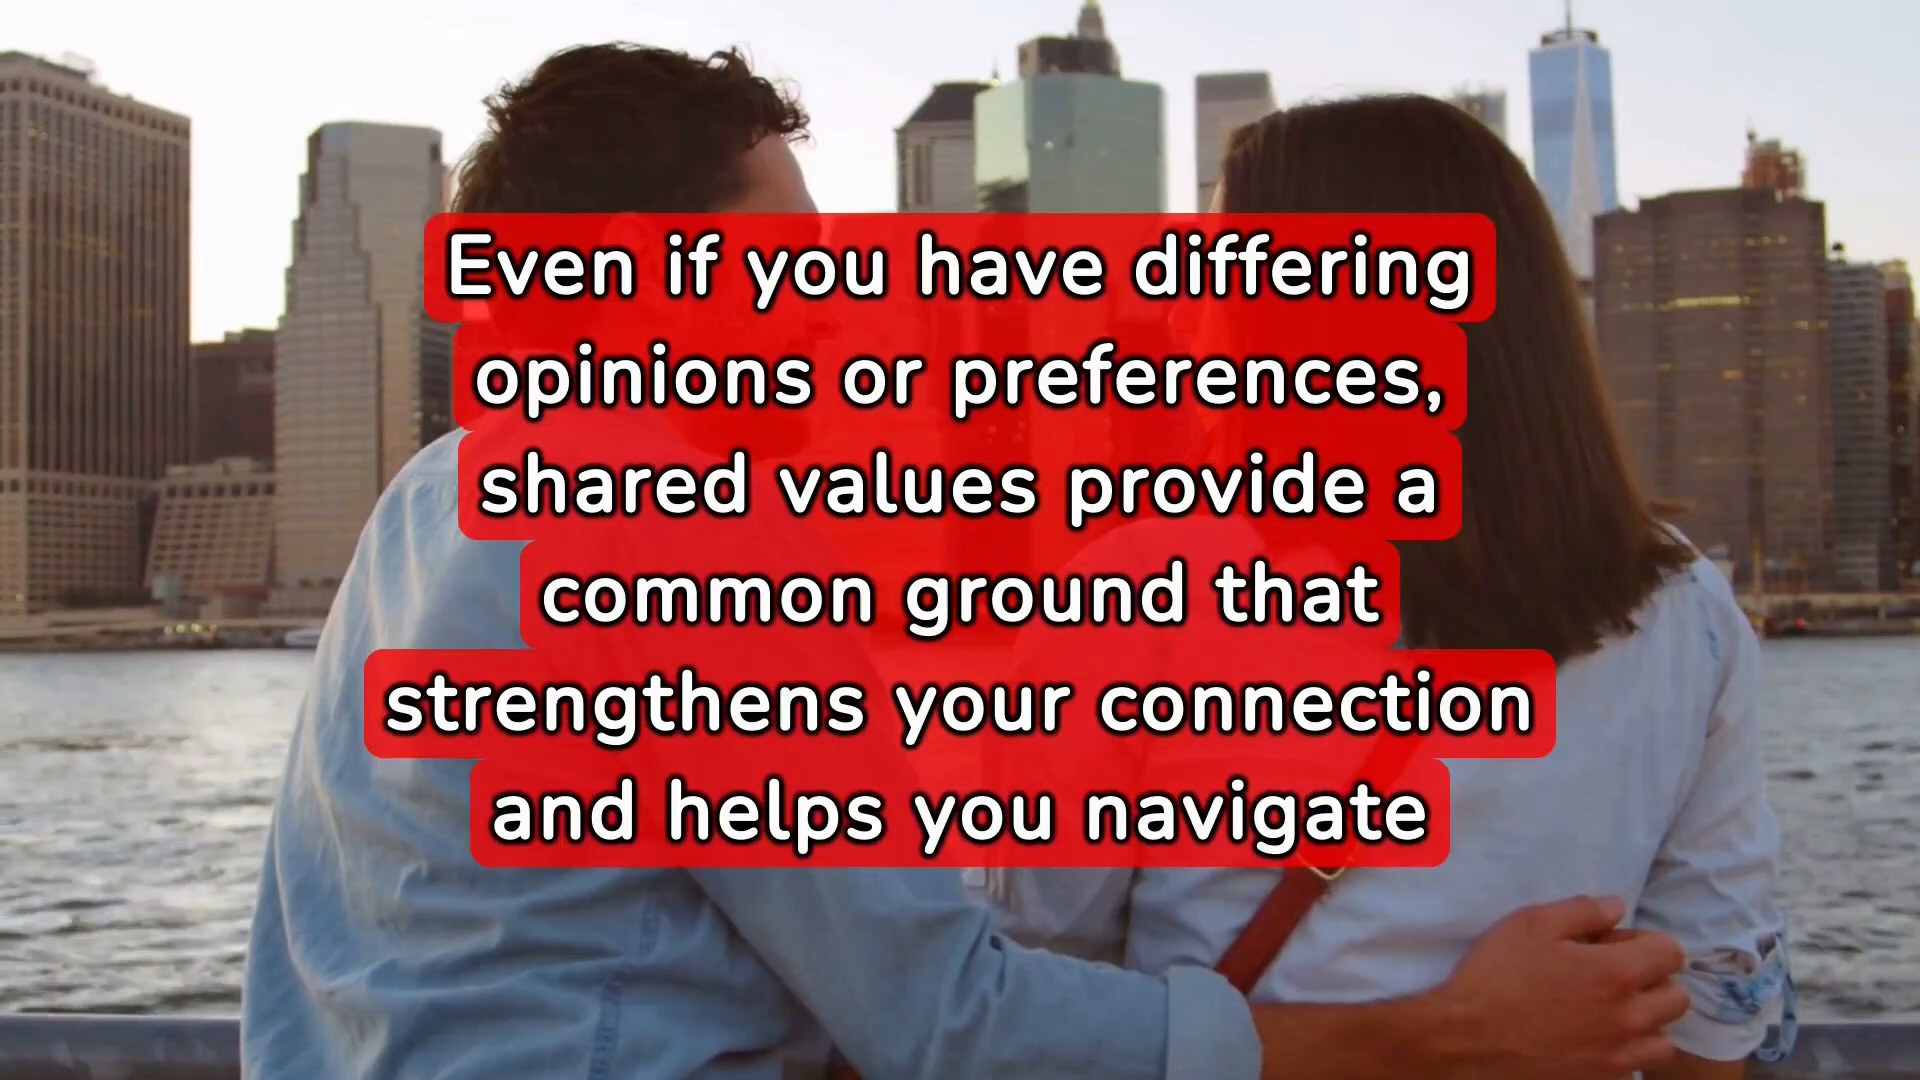 Even if you have differing
opinions or preferences,
shared values provide a
common ground that
strengthens your connection
and helps you navigate